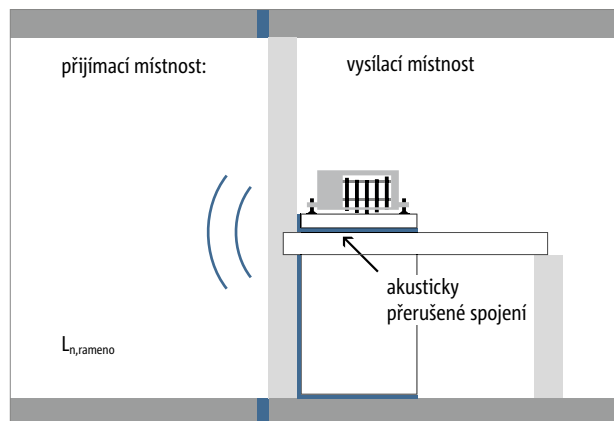 přijímací místnost:
vysílací místnost
akusticky
přerušené spojení
Ln,rameno